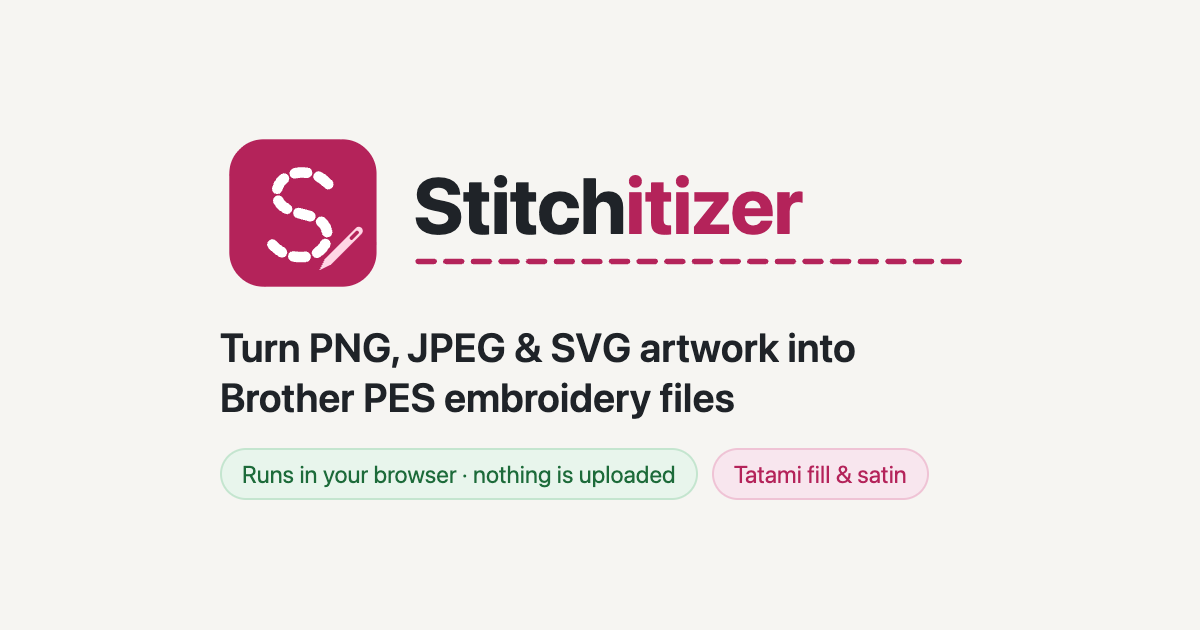 S
Stitchitizer
Turn PNG, JPEG & SVG artwork into
Brother PES embroidery files
Runs in your browser · nothing is uploaded
Tatami fill & satin